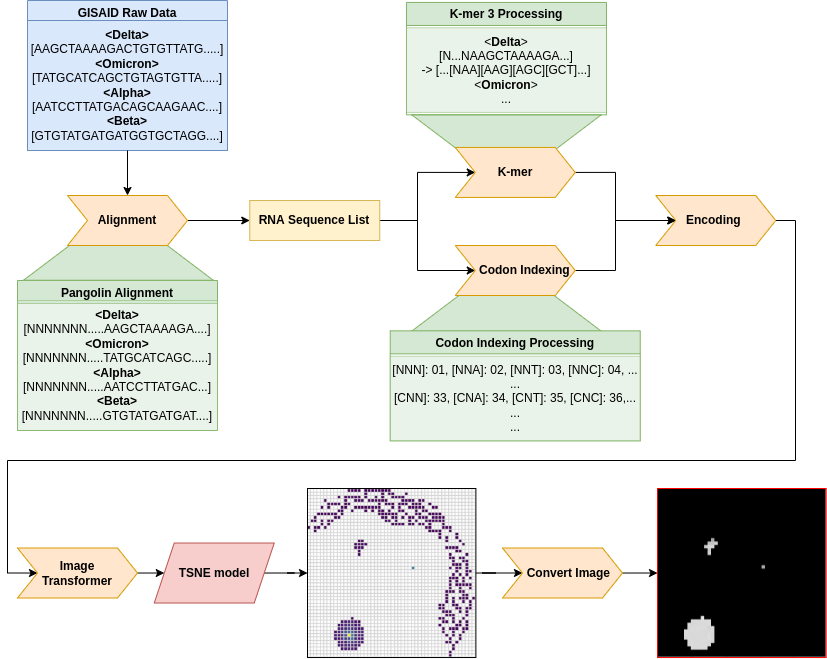 GISAID Raw Data
<Delta>
[AAGCTAAAAGACTGTGTTATG.....]
<Omicron>
[TATGCATCAGCTGTAGTGTTA.....]
<Alpha>
[AATCCTTATGACAGCAAGAAC....]
<Beta>
[GTGTATGATGATGGTGCTAGG....]
K-mer 3 Processing
<Delta>
[N...NAAGCTAAAAGA...]
-> [...[NAA][AAG][AGC][GCT]...]
<Omicron>
...
K-mer
Alignment
RNA Sequence List
Encoding
Codon Indexing
Pangolin Alignment
<Delta>
[NNNNNNN.....AAGCTAAAAGA....]
<Omicron>
[NNNNNNN.....TATGCATCAGC.....]
<Alpha>
[NNNNNNN.....AATCCTTATGAC...]
<Beta>
[NNNNNNN.....GTGTATGATGAT....]
Codon Indexing Processing
[NNN]: 01, [NNA]: 02, [NNT]: 03, [NNC]: 04, ...
...
[CNN]: 33, [CNA]: 34, [CNT]: 35, [CNC]: 36,...
...
...
Image
Transformer
TSNE model
Convert Image